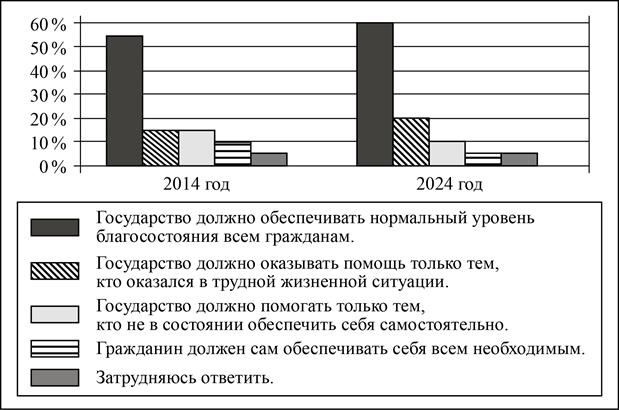 60 %
50 %
40 %
30 %
20 %
10 %
0 %
2014 год
2024 год
Государство должно обеспечивать нормальный уровень
благосостояния всем гражданам.
Государство должно оказывать помощь только тем,
кто оказался в трудной жизненной ситуации.
Государство должно помогать только тем,
кто не в состоянии обеспечить себя самостоятельно.
Гражданин должен сам обеспечивать себя всем необходимым.
Затрудняюсь ответить.